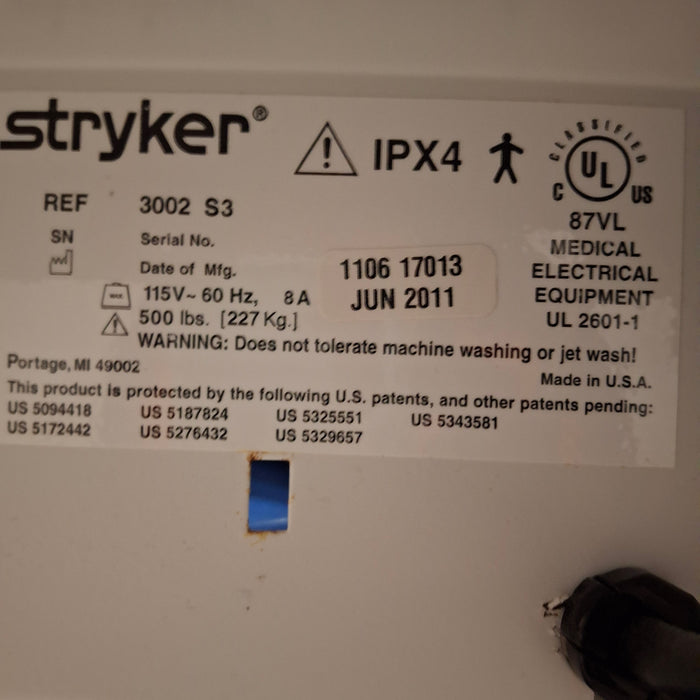 stryker®
IPX4
CLASSIFIED
UL
C US
87VL
MEDICAL
ELECTRICAL
EQUIPMENT
UL 2601-1
REF 3002 S3
SN Serial No. 1106 17013
Date of Mfg. JUN 2011
MAX 115V~ 60 Hz, 8A
500 lbs. [227 Kg.]
WARNING: Does not tolerate machine washing or jet wash!
Portage, MI 49002
Made in U.S.A.
This product is protected by the following U.S. patents, and other patents pending:
US 5094418 US 5187824 US 5325551 US 5343581
US 5172442 US 5276432 US 5329657